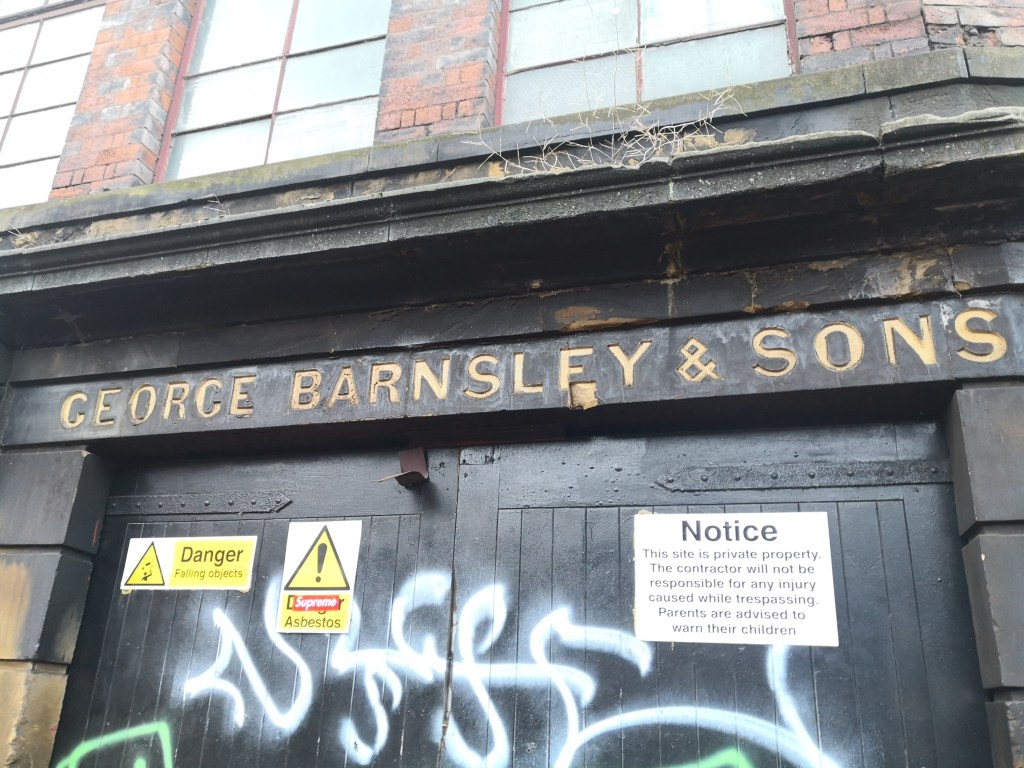 GEORGE BARNSLEY & SONS
Danger
Falling objects
Supreme
Asbestos
Notice
This site is private property.
The contractor will not be
responsible for any injury
caused while trespassing.
Parents are advised to
warn their children